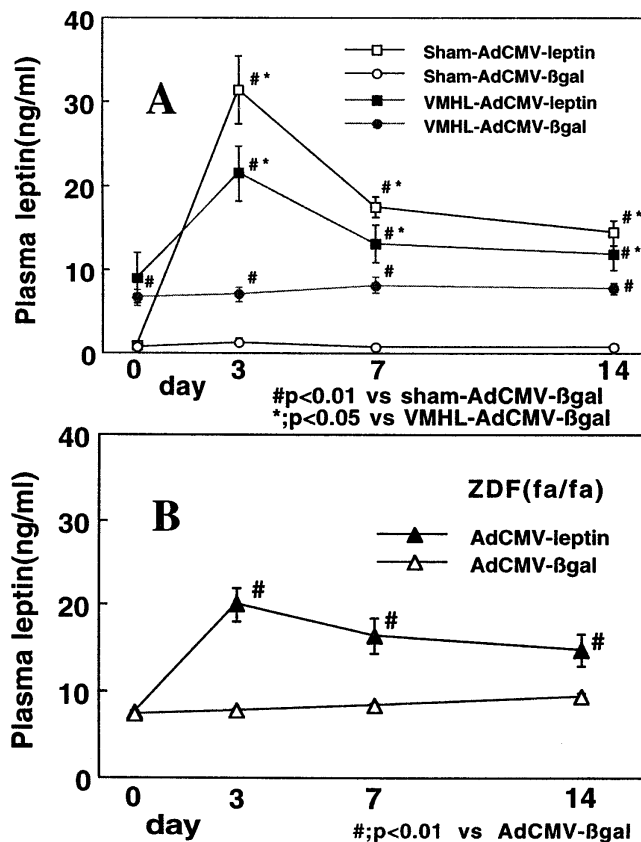 40
A
Sham-AdCMV-leptin
Sham-AdCMV-ßgal
VMHL-AdCMV-leptin
VMHL-AdCMV-ßgal
30
20
10
0
Plasma leptin(ng/ml)
# *
# *
# *
# *
# *
# *
#
#
#
#
0 3 7 14
day
#p<0.01 vs sham-AdCMV-ßgal
*;p<0.05 vs VMHL-AdCMV-ßgal
40
B
ZDF(fa/fa)
AdCMV-leptin
AdCMV-ßgal
30
20
10
0
Plasma leptin(ng/ml)
#
#
#
0 3 7 14
day
#;p<0.01 vs AdCMV-ßgal